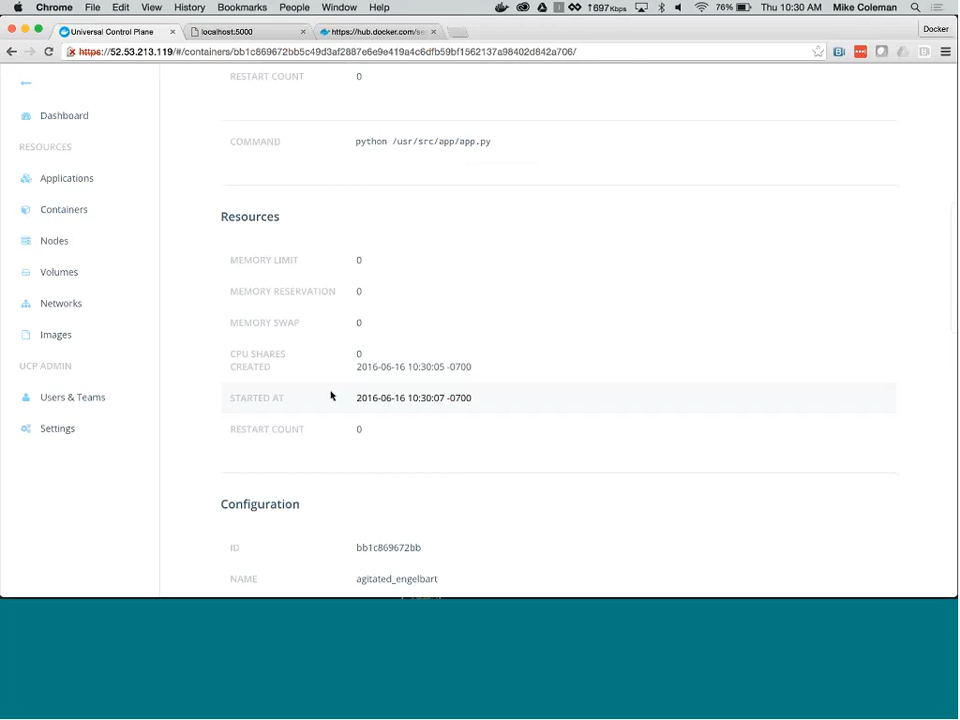 Chrome File Edit View History Bookmarks People Window Help 1697Kbps 76% Thu 10:30 AM Mike Coleman
Universal Control Plane × localhost:5000 × https://hub.docker.com/se × Docker
https://52.53.213.119/#/containers/bb1c869672bb5c49d3af2887e6e9e419a4c6dfb59bf1562137a98402d842a706/
RESTART COUNT 0
Dashboard
COMMAND python /usr/src/app/app.py
RESOURCES
Applications
Containers
Resources
Nodes
MEMORY LIMIT 0
Volumes
MEMORY RESERVATION 0
Networks
MEMORY SWAP 0
Images
CPU SHARES 0
UCP ADMIN
CREATED 2016-06-16 10:30:05 -0700
Users & Teams
STARTED AT 2016-06-16 10:30:07 -0700
Settings
RESTART COUNT 0
Configuration
ID bb1c869672bb
NAME agitated_engelbart